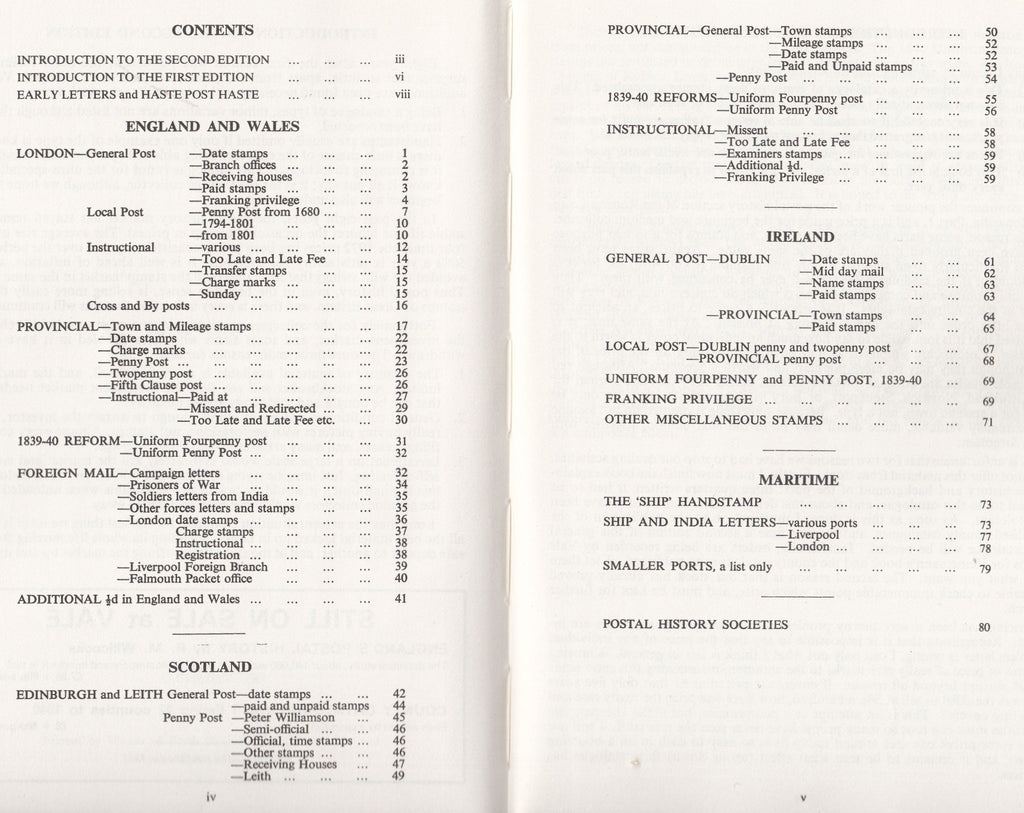 CONTENTS
INTRODUCTION TO THE SECOND EDITION ... ... ... iii
INTRODUCTION TO THE FIRST EDITION ... ... ... vi
EARLY LETTERS and HASTE POST HASTE ... ... ... viii
ENGLAND AND WALES
LONDON—General Post —Date stamps ... ... ... 1
—Branch offices ... ... ... 2
—Receiving houses ... ... 2
—Paid stamps ... ... ... 3
—Franking privilege ... ... 4
Local Post —Penny Post from 1680 ... ... 7
—1794-1801 ... ... ... 10
—from 1801 ... ... ... 10
Instructional —various ... ... ... ... 12
—Too Late and Late Fee ... 14
—Transfer stamps ... ... 15
—Charge marks ... ... ... 15
—Sunday ... ... ... ... 15
Cross and By posts ... ... ... ... ... 16
PROVINCIAL—Town and Mileage stamps ... ... ... 17
—Date stamps ... ... ... ... ... 22
—Charge marks ... ... ... ... ... 22
—Penny Post ... ... ... ... ... 23
—Twopenny post ... ... ... ... 26
—Fifth Clause post ... ... ... ... 26
—Instructional—Paid at ... ... ... 27
—Missent and Redirected ... ... 29
—Too Late and Late Fee etc. ... 30
1839-40 REFORM—Uniform Fourpenny post ... ... ... 31
—Uniform Penny Post ... ... ... 32
FOREIGN MAIL—Campaign letters ... ... ... ... 32
—Prisoners of War ... ... ... ... 34
—Soldiers letters from India ... ... ... 35
—Other forces letters and stamps ... ... 35
—London date stamps ... ... ... ... 36
Charge stamps ... ... ... 37
Instructional ... ... ... ... 38
Registration ... ... ... ... 38
—Liverpool Foreign Branch ... ... ... 39
—Falmouth Packet office ... ... ... 40
ADDITIONAL ½d in England and Wales ... ... ... ... 41
SCOTLAND
EDINBURGH and LEITH General Post—date stamps ... ... 42
—paid and unpaid stamps 44
Penny Post —Peter Williamson ... 45
—Semi-official ... ... 46
—Official, time stamps ... 46
—Other stamps ... ... 46
—Receiving Houses ... 47
—Leith ... ... ... 49
iv
PROVINCIAL—General Post—Town stamps ... ... ... 50
—Mileage stamps ... ... ... 52
—Date stamps ... ... ... 52
—Paid and Unpaid stamps ... 53
—Penny Post ... ... ... ... ... 54
1839-40 REFORMS—Uniform Fourpenny post ... ... ... 55
—Uniform Penny Post ... ... ... 56
INSTRUCTIONAL—Missent ... ... ... ... ... 58
—Too Late and Late Fee ... ... ... 58
—Examiners stamps ... ... ... ... 59
—Additional ½d. ... ... ... ... 59
—Franking Privilege ... ... ... ... 59
IRELAND
GENERAL POST—DUBLIN —Date stamps ... ... 61
—Mid day mail ... ... 62
—Name stamps ... ... 63
—Paid stamps ... ... 63
—PROVINCIAL—Town stamps ... ... 64
—Paid stamps ... ... 65
LOCAL POST—DUBLIN penny and twopenny post ... ... 67
—PROVINCIAL penny post ... ... 68
UNIFORM FOURPENNY and PENNY POST, 1839-40 ... 69
FRANKING PRIVILEGE ... ... ... ... ... ... 69
OTHER MISCELLANEOUS STAMPS ... ... ... ... 71
MARITIME
THE 'SHIP' HANDSTAMP ... ... ... ... ... 73
SHIP AND INDIA LETTERS—various ports ... ... ... 73
—Liverpool ... ... ... 77
—London ... ... ... ... 78
SMALLER PORTS, a list only ... ... ... ... ... 79
POSTAL HISTORY SOCIETIES 80
v